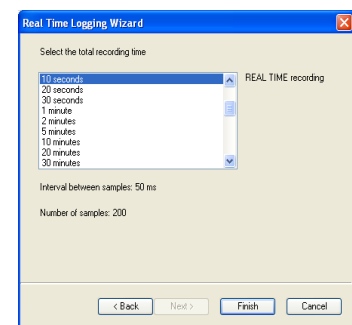 Real Time Logging Wizard
Select the total recording time
10 seconds
20 seconds
30 seconds
1 minute
2 minutes
5 minutes
10 minutes
20 minutes
30 minutes
REAL TIME recording
Interval between samples: 50 ms
Number of samples: 200
< Back
Next >
Finish
Cancel